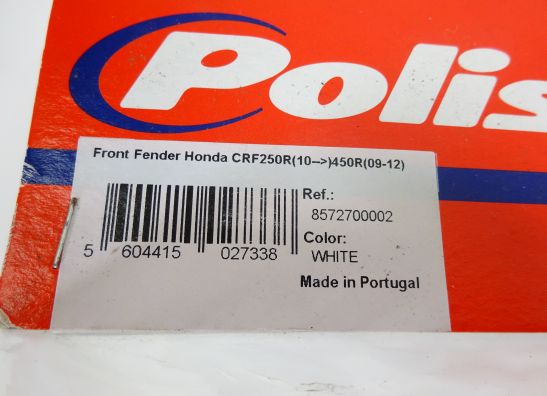 Polis
Front Fender Honda CRF250R(10-->)450R(09-12)
Ref.:
8572700002
Color:
WHITE
5 604415 027338
Made in Portugal